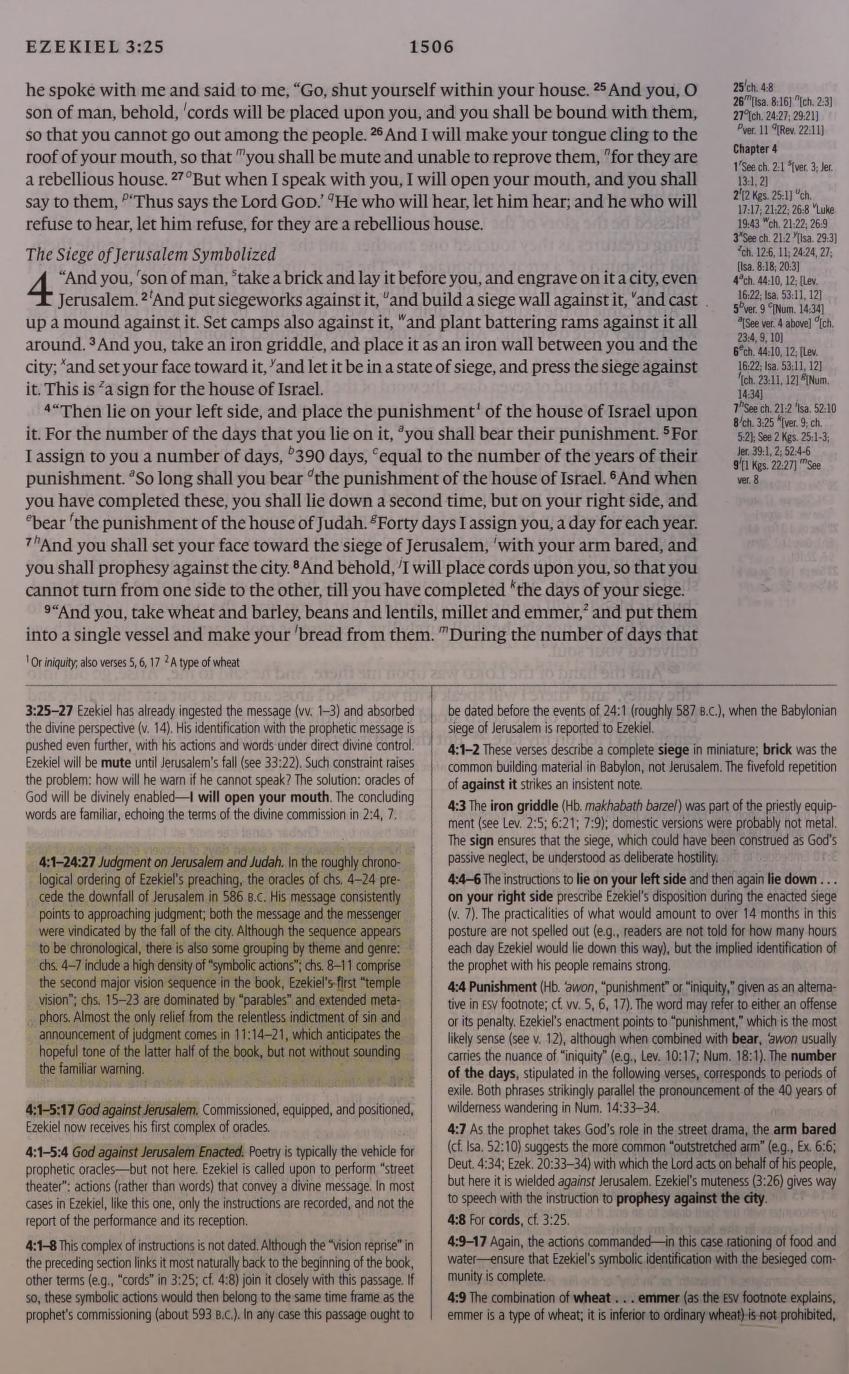 EZEKIEL 3:25
1506
he spoke with me and said to me, “Go, shut yourself within your house. 25 And you, O
son of man, behold, lcords will be placed upon you, and you shall be bound with them,
so that you cannot go out among the people. 26 And I will make your tongue cling to the
roof of your mouth, so that myou shall be mute and unable to reprove them, nfor they are
a rebellious house. 27 oBut when I speak with you, I will open your mouth, and you shall
say to them, p“Thus says the Lord GOD.’ qHe who will hear, let him hear; and he who will
refuse to hear, let him refuse, for they are a rebellious house.
The Siege of Jerusalem Symbolized
4 “And you, rson of man, stake a brick and lay it before you, and engrave on it a city, even
Jerusalem. 2 tAnd put siegeworks against it, uand build a siege wall against it, vand cast
up a mound against it. Set camps also against it, wand plant battering rams against it all
around. 3 And you, take an iron griddle, and place it as an iron wall between you and the
city; xand set your face toward it, yand let it be in a state of siege, and press the siege against
it. This is za sign for the house of Israel.
4 “Then lie on your left side, and place the punishment1 of the house of Israel upon
it. For the number of the days that you lie on it, ayou shall bear their punishment. 5 For
I assign to you a number of days, b390 days, cequal to the number of the years of their
punishment. aSo long shall you bear dthe punishment of the house of Israel. 6 And when
you have completed these, you shall lie down a second time, but on your right side, and
ebear fthe punishment of the house of Judah. gForty days I assign you, a day for each year.
7 hAnd you shall set your face toward the siege of Jerusalem, iwith your arm bared, and
you shall prophesy against the city. 8 And behold, jI will place cords upon you, so that you
cannot turn from one side to the other, till you have completed kthe days of your siege.
9 “And you, take wheat and barley, beans and lentils, millet and emmer,2 and put them
into a single vessel and make your lbread from them. mDuring the number of days that
1 Or iniquity; also verses 5, 6, 17 2 A type of wheat
25 lch. 4:8
26 m[Isa. 8:16] n[ch. 2:3]
27 o[ch. 24:27; 29:21]
pver. 11 q[Rev. 22:11]
Chapter 4
1 rSee ch. 2:1 s[ver. 3; Jer.
13:1, 2]
2 t[2 Kgs. 25:1] uch.
17:17; 21:22; 26:8 vLuke
19:43 wch. 21:22; 26:9
3 xSee ch. 21:2 y[Isa. 29:3]
zch. 12:6, 11; 24:24, 27;
[Isa. 8:18; 20:3]
4 ach. 44:10, 12; [Lev.
16:22; Isa. 53:11, 12]
5 bver. 9 c[Num. 14:34]
a[See ver. 4 above] d[ch.
23:4, 9, 10]
6 ech. 44:10, 12; [Lev.
16:22; Isa. 53:11, 12]
f[ch. 23:11, 12] g[Num.
14:34]
7 hSee ch. 21:2 iIsa. 52:10
8 jch. 3:25 k[ver. 9; ch.
5:2]; See 2 Kgs. 25:1-3;
Jer. 39:1, 2; 52:4-6
9 l[1 Kgs. 22:27] mSee
ver. 8
3:25–27 Ezekiel has already ingested the message (vv. 1–3) and absorbed
the divine perspective (v. 14). His identification with the prophetic message is
pushed even further, with his actions and words under direct divine control.
Ezekiel will be mute until Jerusalem's fall (see 33:22). Such constraint raises
the problem: how will he warn if he cannot speak? The solution: oracles of
God will be divinely enabled—I will open your mouth. The concluding
words are familiar, echoing the terms of the divine commission in 2:4, 7.
4:1–24:27 Judgment on Jerusalem and Judah. In the roughly chrono-
logical ordering of Ezekiel's preaching, the oracles of chs. 4–24 pre-
cede the downfall of Jerusalem in 586 B.C. His message consistently
points to approaching judgment; both the message and the messenger
were vindicated by the fall of the city. Although the sequence appears
to be chronological, there is also some grouping by theme and genre:
chs. 4–7 include a high density of “symbolic actions”; chs. 8–11 comprise
the second major vision sequence in the book, Ezekiel's first “temple
vision”; chs. 15–23 are dominated by “parables” and extended meta-
phors. Almost the only relief from the relentless indictment of sin and
announcement of judgment comes in 11:14–21, which anticipates the
hopeful tone of the latter half of the book, but not without sounding
the familiar warning.
4:1–5:17 God against Jerusalem. Commissioned, equipped, and positioned,
Ezekiel now receives his first complex of oracles.
4:1–5:4 God against Jerusalem Enacted. Poetry is typically the vehicle for
prophetic oracles—but not here. Ezekiel is called upon to perform “street
theater”: actions (rather than words) that convey a divine message. In most
cases in Ezekiel, like this one, only the instructions are recorded, and not the
report of the performance and its reception.
4:1–8 This complex of instructions is not dated. Although the “vision reprise” in
the preceding section links it most naturally back to the beginning of the book,
other terms (e.g., “cords” in 3:25; cf. 4:8) join it closely with this passage. If
so, these symbolic actions would then belong to the same time frame as the
prophet's commissioning (about 593 B.C.). In any case this passage ought to
be dated before the events of 24:1 (roughly 587 B.C.), when the Babylonian
siege of Jerusalem is reported to Ezekiel.
4:1–2 These verses describe a complete siege in miniature; brick was the
common building material in Babylon, not Jerusalem. The fivefold repetition
of against it strikes an insistent note.
4:3 The iron griddle (Hb. makhabath barzel) was part of the priestly equip-
ment (see Lev. 2:5; 6:21; 7:9); domestic versions were probably not metal.
The sign ensures that the siege, which could have been construed as God's
passive neglect, be understood as deliberate hostility.
4:4–6 The instructions to lie on your left side and then again lie down . . .
on your right side prescribe Ezekiel's disposition during the enacted siege
(v. 7). The practicalities of what would amount to over 14 months in this
posture are not spelled out (e.g., readers are not told for how many hours
each day Ezekiel would lie down this way), but the implied identification of
the prophet with his people remains strong.
4:4 Punishment (Hb. ‘awon, “punishment” or “iniquity,” given as an alterna-
tive in ESV footnote; cf. vv. 5, 6, 17). The word may refer to either an offense
or its penalty. Ezekiel's enactment points to “punishment,” which is the most
likely sense (see v. 12), although when combined with bear, ‘awon usually
carries the nuance of “iniquity” (e.g., Lev. 10:17; Num. 18:1). The number
of the days, stipulated in the following verses, corresponds to periods of
exile. Both phrases strikingly parallel the pronouncement of the 40 years of
wilderness wandering in Num. 14:33–34.
4:7 As the prophet takes God's role in the street drama, the arm bared
(cf. Isa. 52:10) suggests the more common “outstretched arm” (e.g., Ex. 6:6;
Deut. 4:34; Ezek. 20:33–34) with which the Lord acts on behalf of his people,
but here it is wielded against Jerusalem. Ezekiel's muteness (3:26) gives way
to speech with the instruction to prophesy against the city.
4:8 For cords, cf. 3:25.
4:9–17 Again, the actions commanded—in this case rationing of food and
water—ensure that Ezekiel's symbolic identification with the besieged com-
munity is complete.
4:9 The combination of wheat . . . emmer (as the ESV footnote explains,
emmer is a type of wheat; it is inferior to ordinary wheat) is not prohibited,